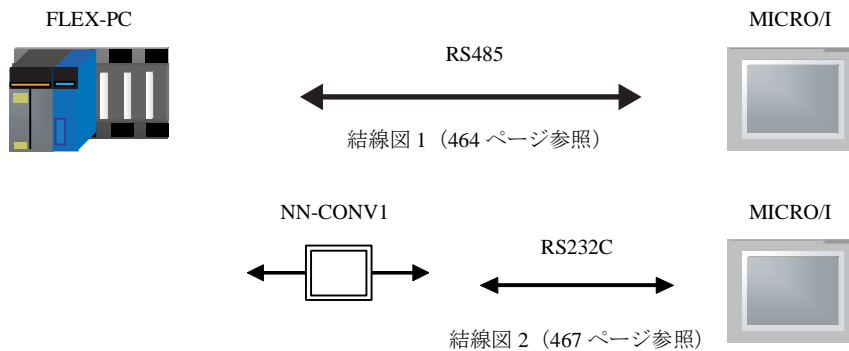 FLEX-PC
MICRO/I
RS485
結線図 1（464 ページ参照）
NN-CONV1
MICRO/I
RS232C
結線図 2（467 ページ参照）